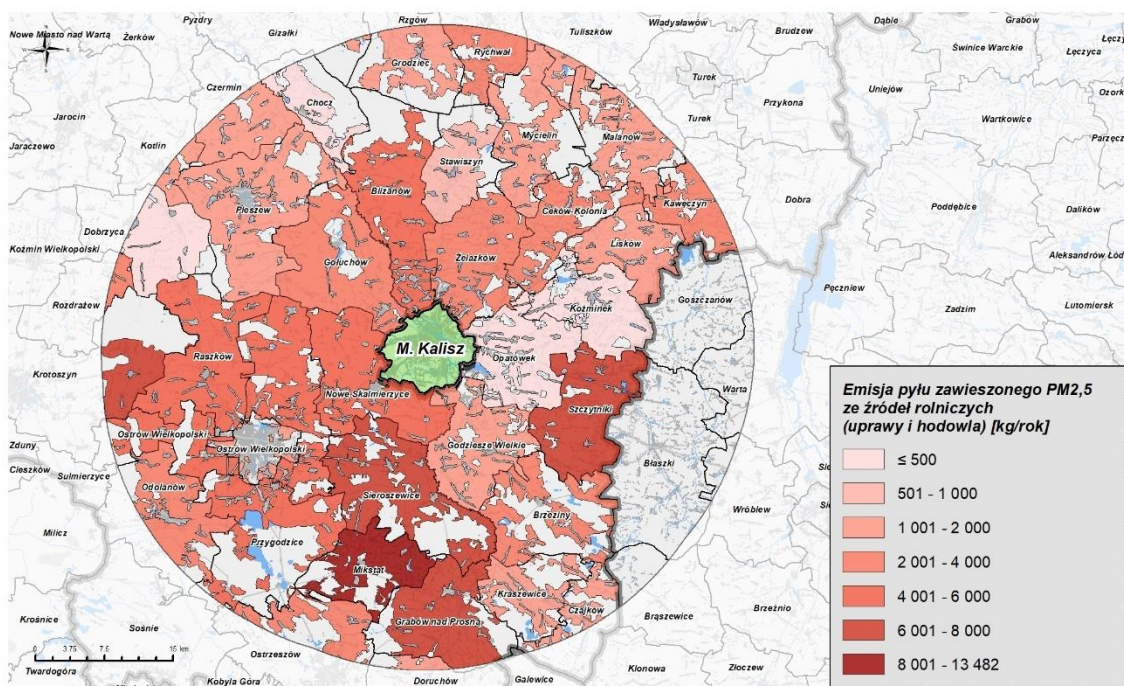 Pyzdry
Rzgów
Władysławów
Dąbie
Grabów
Nowe Miasto nad Wartą
Żerków
Gizałki
Tuliszków
Brudzew
Świnice Warckie
Łęczyca
Rychwał
Grodziec
Turek
Uniejów
Czermin
Chocz
Przykona
Jarocin
Turek
Wartkowice
Mycielin
Malanów
Jaraczewo
Kotlin
Stawiszyn
Blizanów
Pleszew
Ceków-Kolonia
Kawęczyn
Dobra
Poddębice
Dalików
Dobrzyca
Koźmin Wielkopolski
Lisków
Gołuchów
Żelazków
Aleksandrów Łód
Pęczniew
Rozdrażew
Goszczanów
Zadzim
Lutomiersk
Koźminek
M. Kalisz
Opatówek
Raszków
Krotoszyn
Warta
Nowe Skalmierzyce
Szczytniki
Zduny
Ostrów Wielkopolski
Ostrów Wielkopolski
Godziesze Wielkie
Cieszków
Sulmierzyce
Błaszki
Odolanów
Sieroszewice
Brzeziny
Wróblew
Milicz
Przygodzice
Mikstat
Kraszewice
Czajków
Grabów nad Prosną
Krośnice
Sośnie
Brąszewice
Brzeźnio
Ostrzeszów
Klonowa
Złoczew
Twardogóra
Kobyla Góra
Doruchów
Galewice
0 3,75 7,5 15 km
Emisja pyłu zawieszonego PM2,5
ze źródeł rolniczych
(uprawy i hodowla) [kg/rok]
≤ 500
501 - 1 000
1 001 - 2 000
2 001 - 4 000
4 001 - 6 000
6 001 - 8 000
8 001 - 13 482